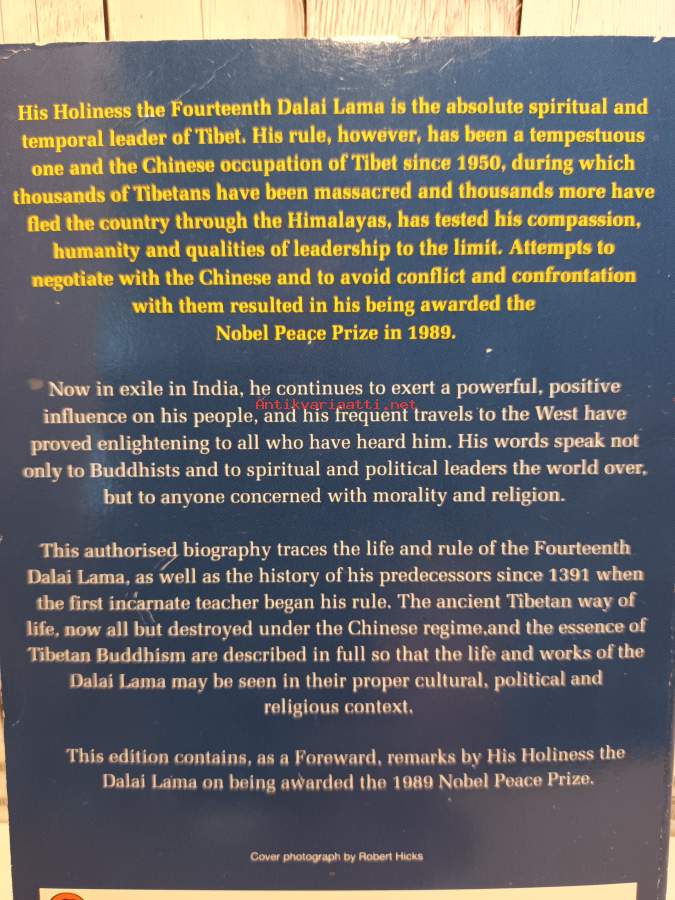 His Holiness the Fourteenth Dalai Lama is the absolute spiritual and
temporal leader of Tibet. His rule, however, has been a tempestuous
one and the Chinese occupation of Tibet since 1950, during which
thousands of Tibetans have been massacred and thousands more have
fled the country through the Himalayas, has tested his compassion,
humanity and qualities of leadership to the limit. Attempts to
negotiate with the Chinese and to avoid conflict and confrontation
with them resulted in his being awarded the
Nobel Peace Prize in 1989.
Now in exile in India, he continues to exert a powerful, positive
Antikvariaatti.net
influence on his people, and his frequent travels to the West have
proved enlightening to all who have heard him. His words speak not
only to Buddhists and to spiritual and political leaders the world over,
but to anyone concerned with morality and religion.
This authorised biography traces the life and rule of the Fourteenth
Dalai Lama, as well as the history of his predecessors since 1391 when
the first incarnate teacher began his rule. The ancient Tibetan way of
life, now all but destroyed under the Chinese regime,and the essence of
Tibetan Buddhism are described in full so that the life and works of the
Dalai Lama may be seen in their proper cultural, political and
religious context.
This edition contains, as a Foreward, remarks by His Holiness the
Dalai Lama on being awarded the 1989 Nobel Peace Prize.
Cover photograph by Robert Hicks